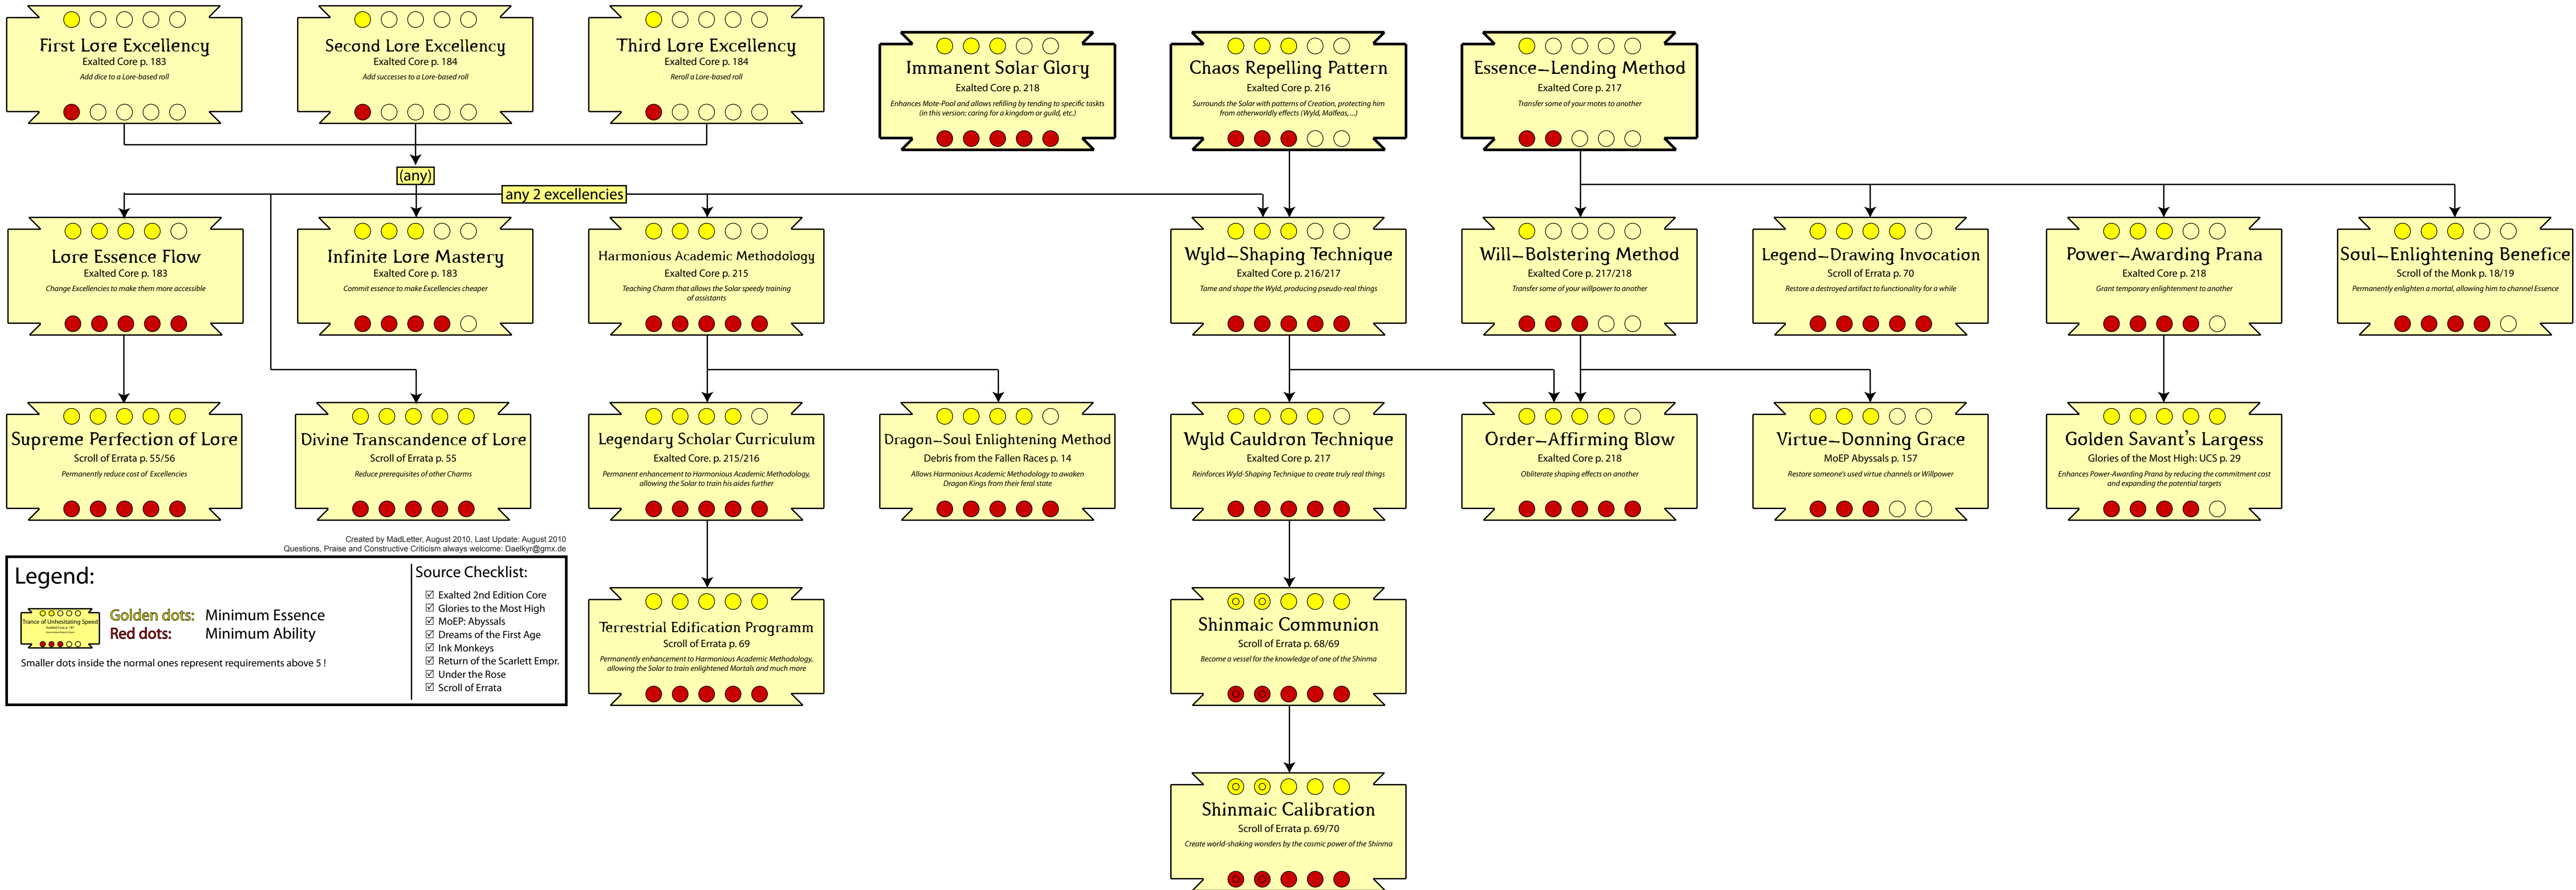 First Lore Excellency
Exalted Core p. 183
Add dice to a Lore-based roll
Second Lore Excellency
Exalted Core p. 184
Add successes to a Lore-based roll
Third Lore Excellency
Exalted Core p. 184
Reroll a Lore-based roll
Immanent Solar Glory
Exalted Core p. 218
Enhances Mote-Pool and allows refilling by tending to specific taskts
(in this version: caring for a kingdom or guild, etc.)
Chaos Repelling Pattern
Exalted Core p. 216
Surrounds the Solar with patterns of Creation, protecting him
from otherworldly effects (Wyld, Malfeas, ...)
Essence-Lending Method
Exalted Core p. 217
Transfer some of your motes to another
(any)
any 2 excellencies
Lore Essence Flow
Exalted Core p. 183
Change Excellencies to make them more accessible
Infinite Lore Mastery
Exalted Core p. 183
Commit essence to make Excellencies cheaper
Harmonious Academic Methodology
Exalted Core p. 215
Teaching Charm that allows the Solar speedy training
of assistants
Wyld-Shaping Technique
Exalted Core p. 216/217
Tame and shape the Wyld, producing pseudo-real things
Will-Bolstering Method
Exalted Core p. 217/218
Transfer some of your willpower to another
Legend-Drawing Invocation
Scroll of Errata p. 70
Restore a destroyed artifact to functionality for a while
Power-Awarding Prana
Exalted Core p. 218
Grant temporary enlightenment to another
Soul-Enlightening Benefice
Scroll of the Monk p. 18/19
Permanently enlighten a mortal, allowing him to channel Essence
Supreme Perfection of Lore
Scroll of Errata p. 55/56
Permanently reduce cost of Excellencies
Divine Transcandence of Lore
Scroll of Errata p. 55
Reduce prerequisites of other Charms
Legendary Scholar Curriculum
Exalted Core. p. 215/216
Permanent enhancement to Harmonious Academic Methodology,
allowing the Solar to train his aides further
Dragon-Soul Enlightening Method
Debris from the Fallen Races p. 14
Allows Harmonious Academic Methodology to awaken
Dragon Kings from their feral state
Wyld Cauldron Technique
Exalted Core p. 217
Reinforces Wyld-Shaping Technique to create truly real things
Order-Affirming Blow
Exalted Core p. 218
Obliterate shaping effects on another
Virtue-Donning Grace
MoEP Abyssals p. 157
Restore someone's used virtue channels or Willpower
Golden Savant's Largess
Glories of the Most High: UCS p. 29
Enhances Power-Awarding Prana by reducing the commitment cost
and expanding the potential targets
Created by MadLetter, August 2010, Last Update: August 2010
Questions, Praise and Constructive Criticism always welcome: Daelkyr@gmx.de
Legend:
Trance of Unhesitating Speed
Golden dots: Minimum Essence
Red dots: Minimum Ability
Smaller dots inside the normal ones represent requirements above 5 !
Source Checklist:
Exalted 2nd Edition Core
Glories to the Most High
MoEP: Abyssals
Dreams of the First Age
Ink Monkeys
Return of the Scarlett Empr.
Under the Rose
Scroll of Errata
Terrestrial Edification Programm
Scroll of Errata p. 69
Permanently enhancement to Harmonious Academic Methodology,
allowing the Solar to train enlightened Mortals and much more
Shinmaic Communion
Scroll of Errata p. 68/69
Become a vessel for the knowledge of one of the Shinma
Shinmaic Calibration
Scroll of Errata p. 69/70
Create world-shaking wonders by the cosmic power of the Shinma